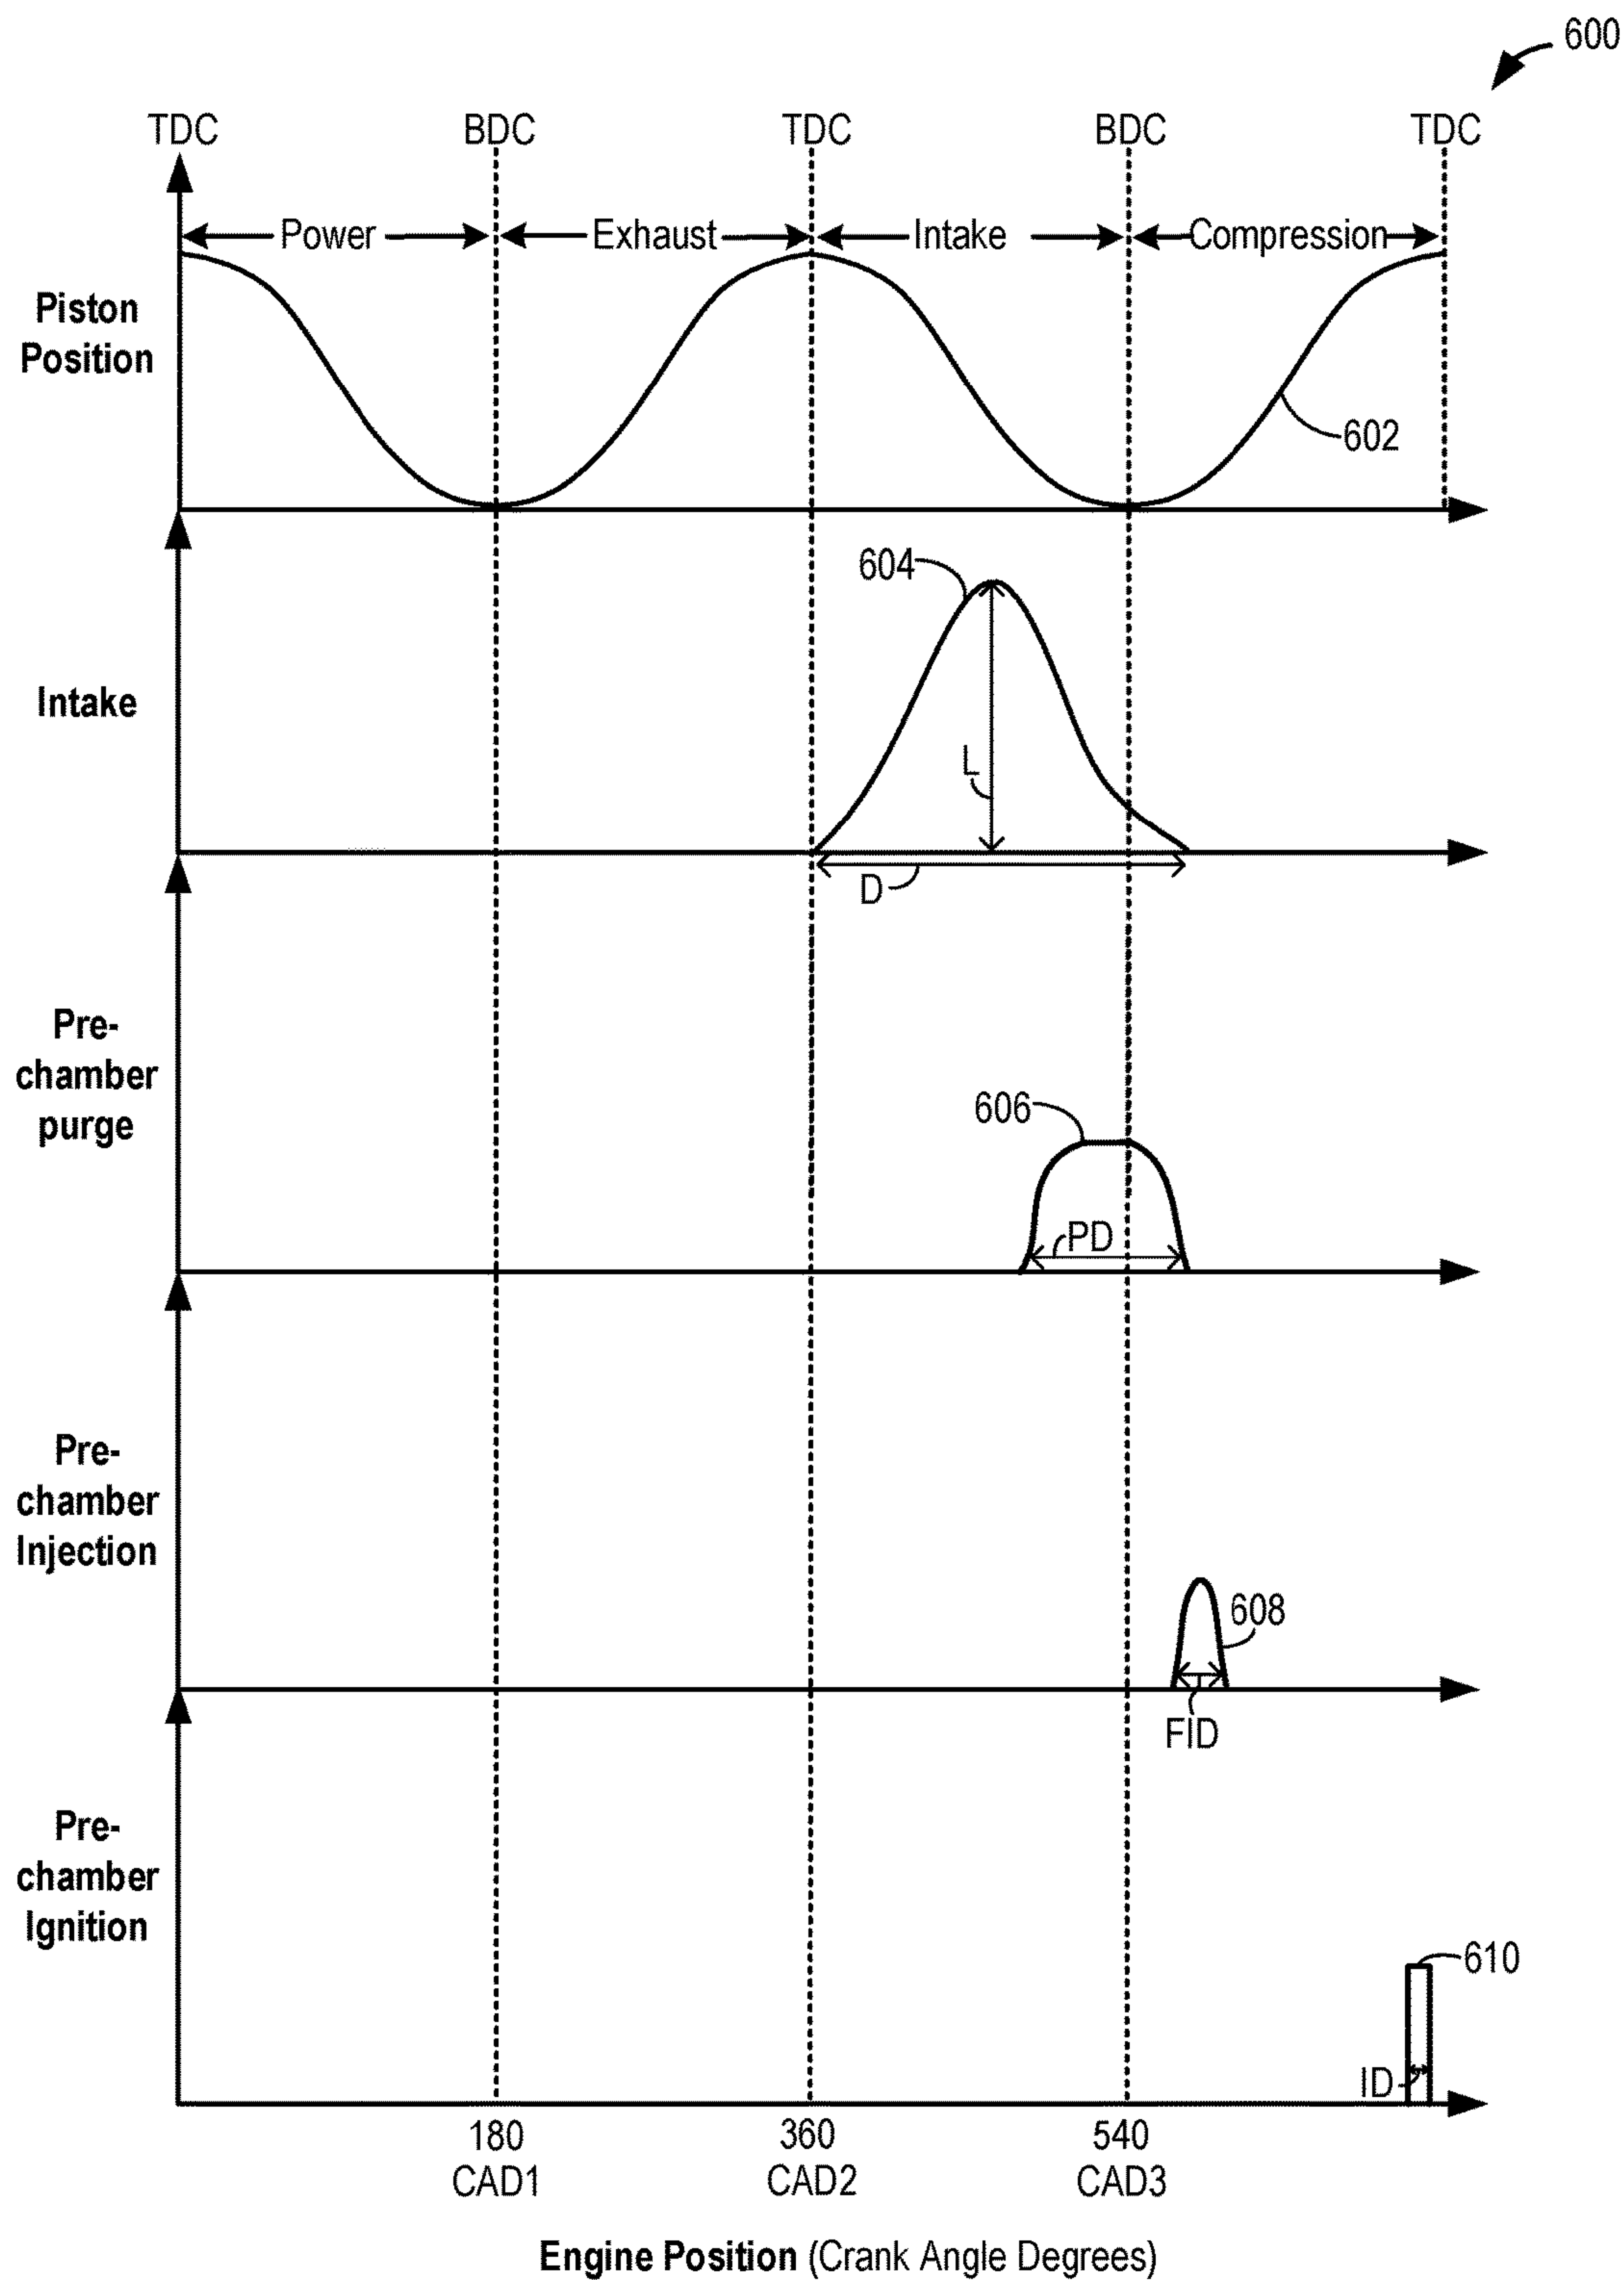 600
TDC BDC TDC BDC TDC
Power Exhaust Intake Compression
Piston
Position
602
604
Intake
L
D
Pre-
chamber
purge
606
PD
Pre-
chamber
Injection
608
FID
Pre-
chamber
Ignition
610
ID
180 360 540
CAD1 CAD2 CAD3
Engine Position (Crank Angle Degrees)